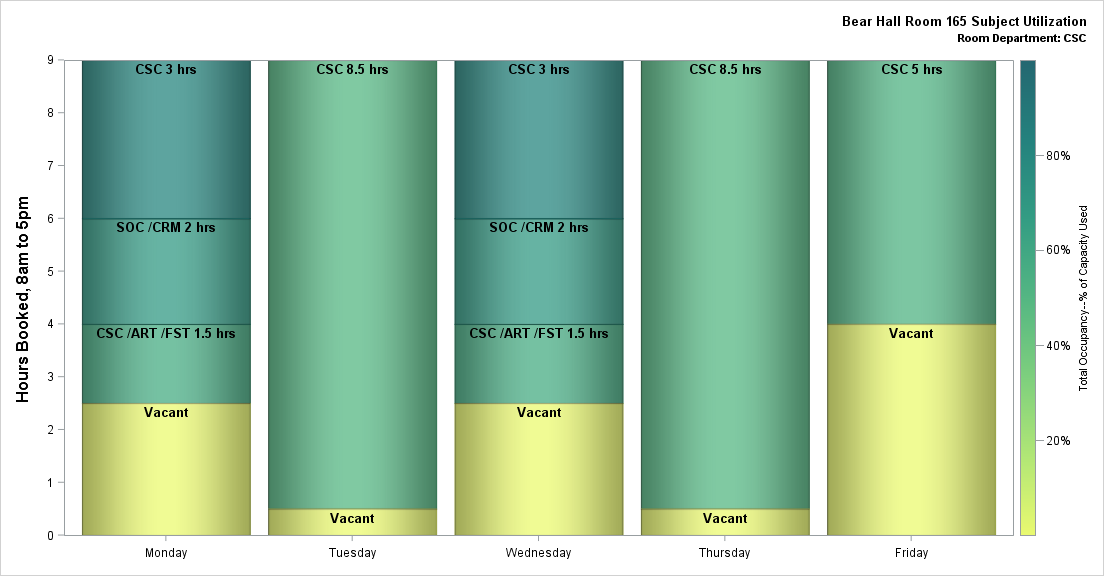 Bear Hall Room 165 Subject Utilization
Room Department: CSC
Hours Booked, 8am to 5pm
9
8
7
6
5
4
3
2
1
0
CSC 3 hrs
SOC /CRM 2 hrs
CSC /ART /FST 1.5 hrs
Vacant
CSC 8.5 hrs
Vacant
CSC 3 hrs
SOC /CRM 2 hrs
CSC /ART /FST 1.5 hrs
Vacant
CSC 8.5 hrs
Vacant
CSC 5 hrs
Vacant
Monday
Tuesday
Wednesday
Thursday
Friday
80%
60%
40%
20%
Total Occupancy--% of Capacity Used